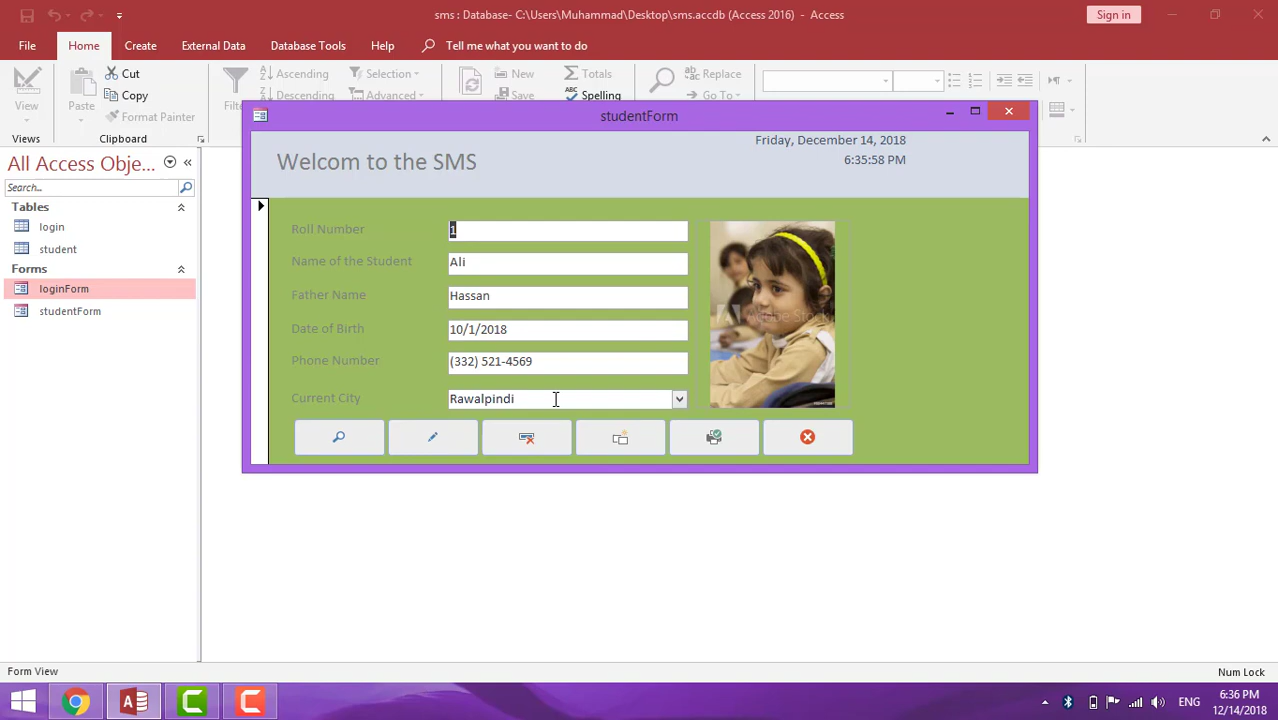 sms : Database- C:\Users\Muhammad\Desktop\sms.accdb (Access 2016) - Access
Sign in
File
Home
Create
External Data
Database Tools
Help
Tell me what you want to do
View
Views
Paste
Cut
Copy
Format Painter
Clipboard
Ascending
Descending
Selection
Advanced
New
Save
Totals
Spelling
Replace
Go To
studentForm
All Access Obje...
Search...
Tables
login
student
Forms
loginForm
studentForm
Welcom to the SMS
Friday, December 14, 2018
6:35:58 PM
Roll Number
1
Name of the Student
Ali
Father Name
Hassan
Date of Birth
10/1/2018
Phone Number
(332) 521-4569
Current City
Rawalpindi
Adobe Stock
Form View
Num Lock
ENG
6:36 PM
12/14/2018